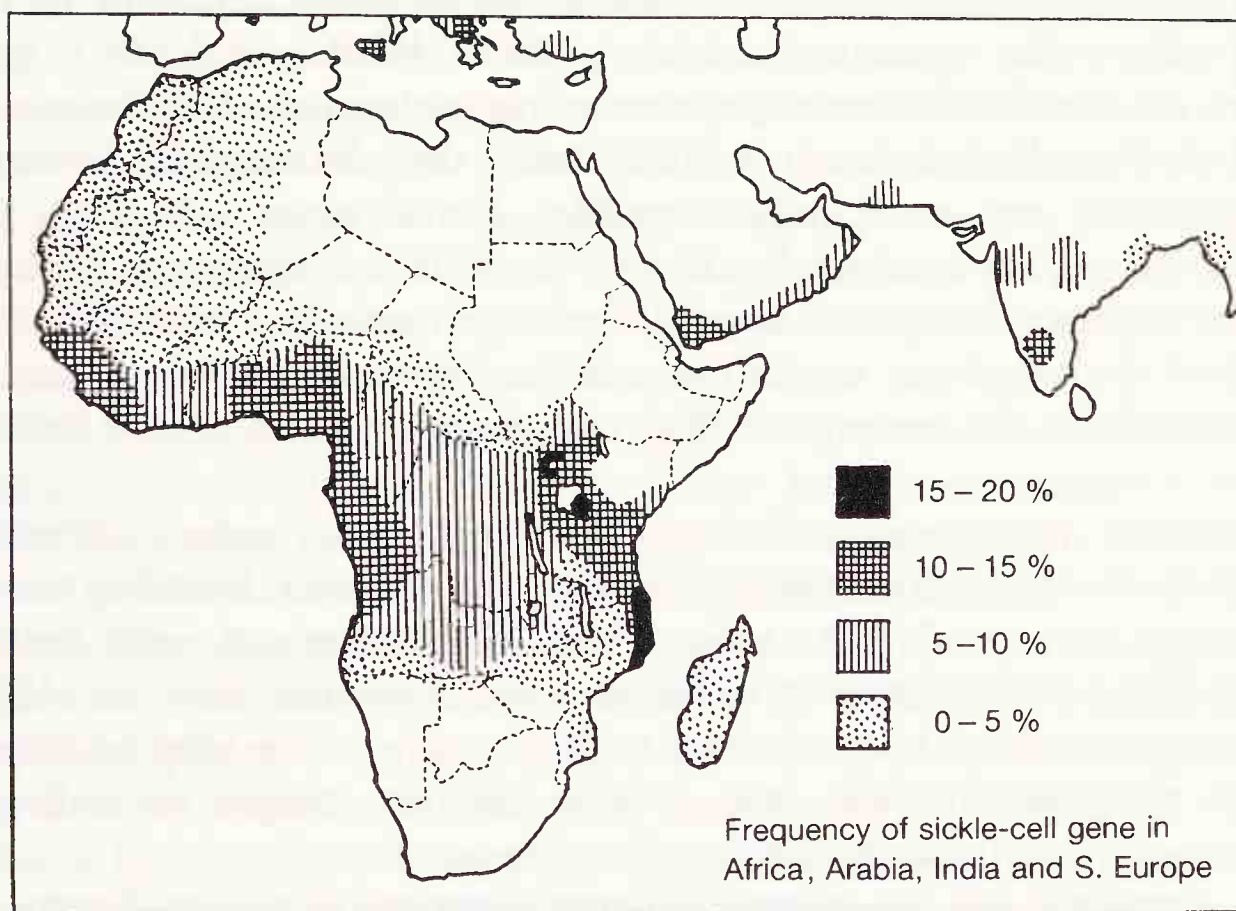 15 – 20 %
10 – 15 %
5 –10 %
0 – 5 %
Frequency of sickle-cell gene in
Africa, Arabia, India and S. Europe